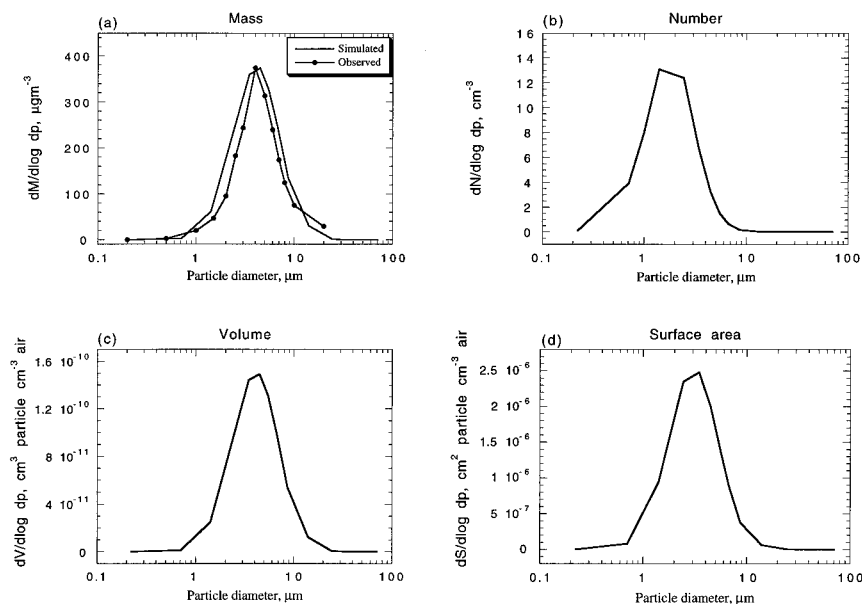 (a)
Mass
Simulated
Observed
400
300
200
100
0
dM/dlog dp, µgm⁻³
0.1 1 10 100
Particle diameter, µm
(b)
Number
16
14
12
10
8
6
4
2
0
dN/dlog dp, cm⁻³
0.1 1 10 100
Particle diameter, µm
(c)
Volume
1.6 10⁻¹⁰
1.2 10⁻¹⁰
8 10⁻¹¹
4 10⁻¹¹
0
dV/dlog dp, cm³ particle cm⁻³ air
0.1 1 10 100
Particle diameter, µm
(d)
Surface area
2.5 10⁻⁶
2 10⁻⁶
1.5 10⁻⁶
1 10⁻⁶
5 10⁻⁷
0
dS/dlog dp, cm² particle cm⁻³ air
0.1 1 10 100
Particle diameter, µm